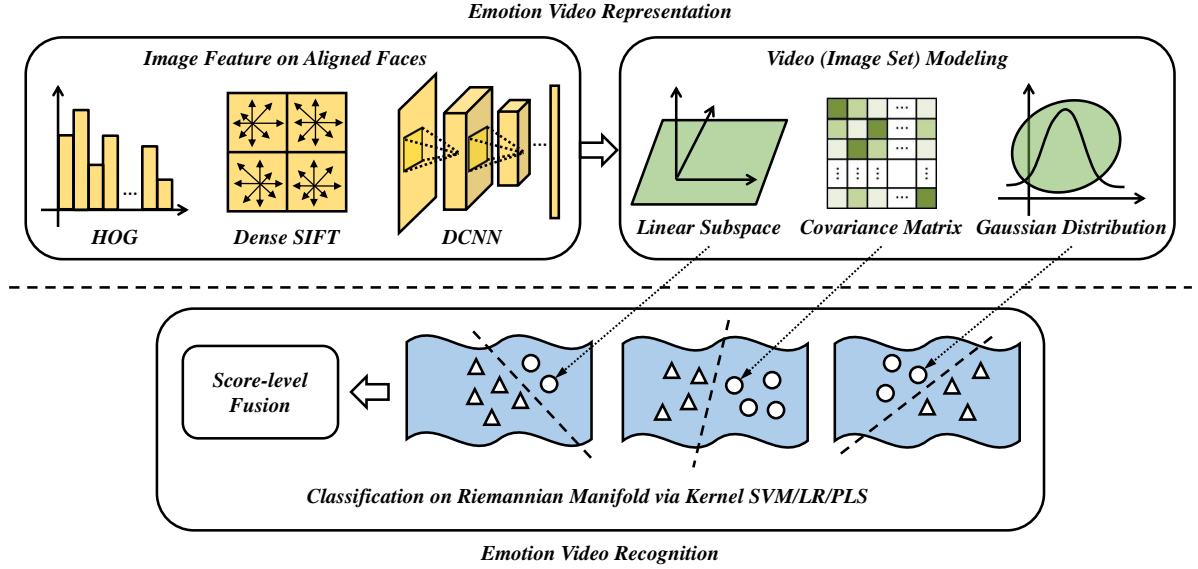 Emotion Video Representation
Image Feature on Aligned Faces
Video (Image Set) Modeling
...
...
HOG
Dense SIFT
DCNN
Linear Subspace
Covariance Matrix
Gaussian Distribution
Score-level
Fusion
Classification on Riemannian Manifold via Kernel SVM/LR/PLS
Emotion Video Recognition